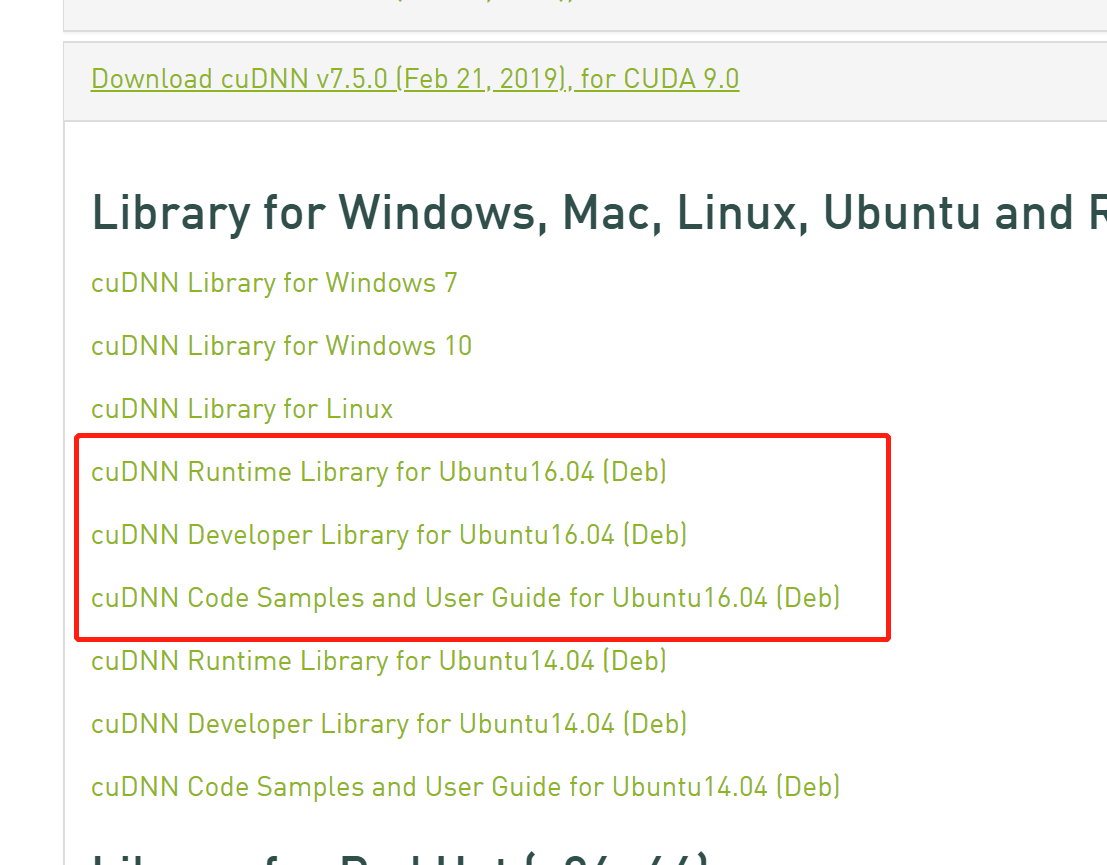 Download cuDNN v7.5.0 (Feb 21, 2019), for CUDA 9.0
Library for Windows, Mac, Linux, Ubuntu and
cuDNN Library for Windows 7
cuDNN Library for Windows 10
cuDNN Library for Linux
cuDNN Runtime Library for Ubuntu16.04 (Deb)
cuDNN Developer Library for Ubuntu16.04 (Deb)
cuDNN Code Samples and User Guide for Ubuntu16.04 (Deb)
cuDNN Runtime Library for Ubuntu14.04 (Deb)
cuDNN Developer Library for Ubuntu14.04 (Deb)
cuDNN Code Samples and User Guide for Ubuntu14.04 (Deb)